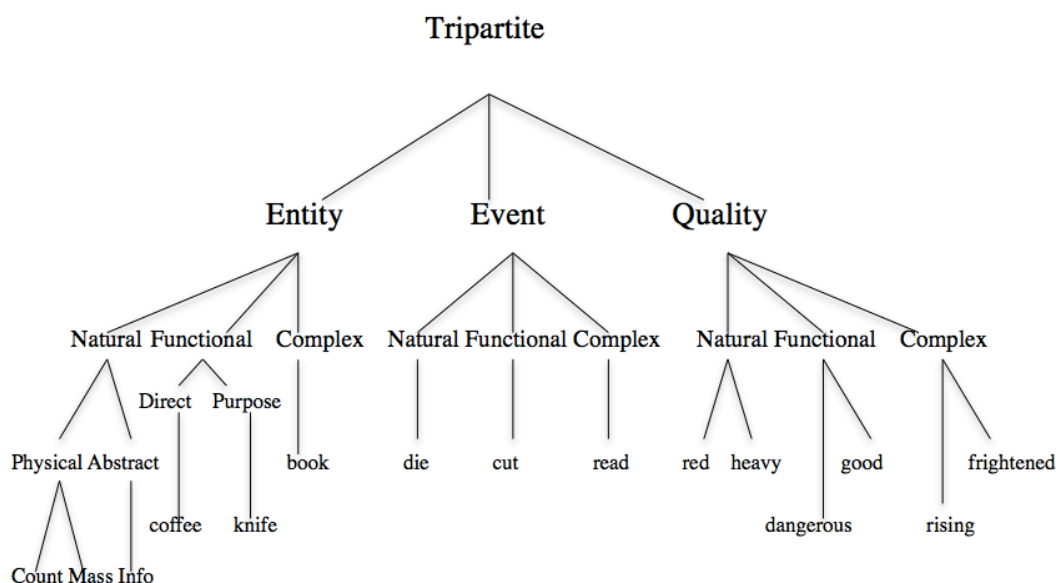 Tripartite
Entity Event Quality
Natural Functional Complex Natural Functional Complex Natural Functional Complex
Direct Purpose
Physical Abstract book die cut read red heavy good frightened
coffee knife dangerous rising
Count Mass Info